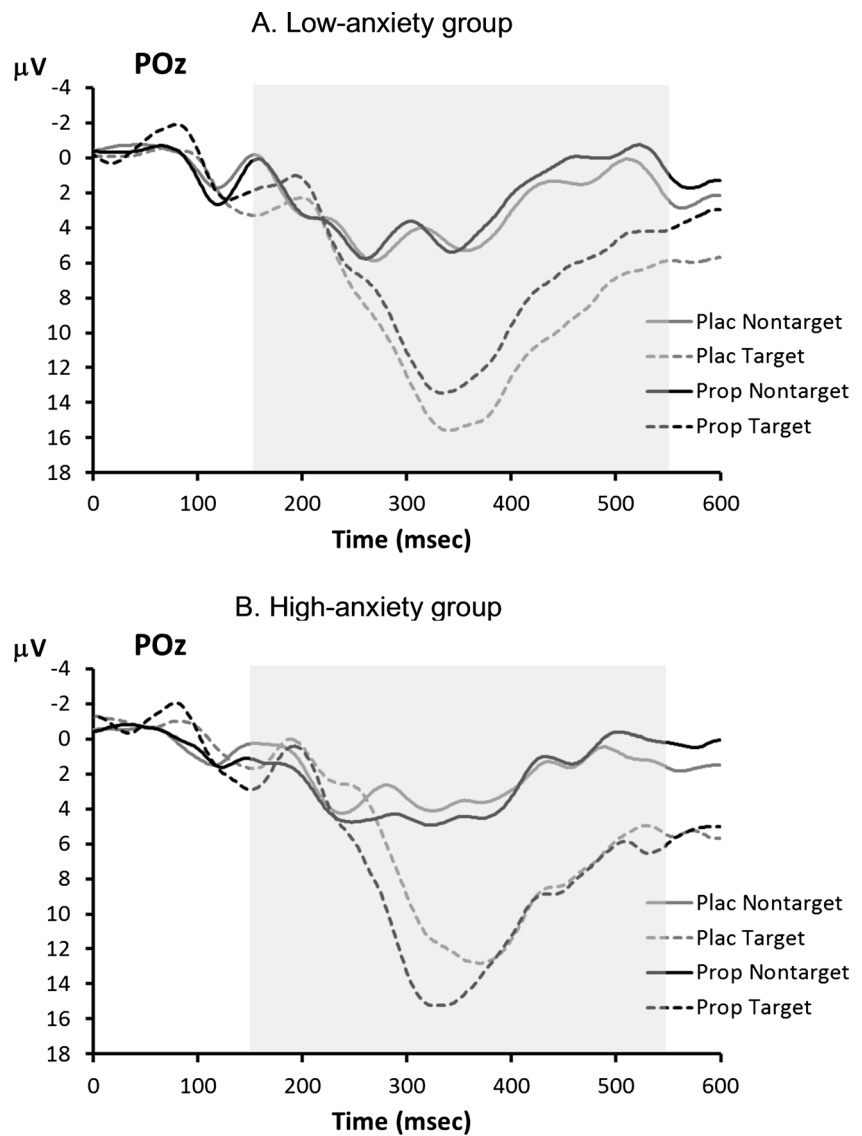 A. Low-anxiety group
μV
POz
-4
-2
0
2
4
6
8
10
12
14
16
18
0 100 200 300 400 500 600
Time (msec)
Plac Nontarget
Plac Target
Prop Nontarget
Prop Target
B. High-anxiety group
μV
POz
-4
-2
0
2
4
6
8
10
12
14
16
18
0 100 200 300 400 500 600
Time (msec)
Plac Nontarget
Plac Target
Prop Nontarget
Prop Target